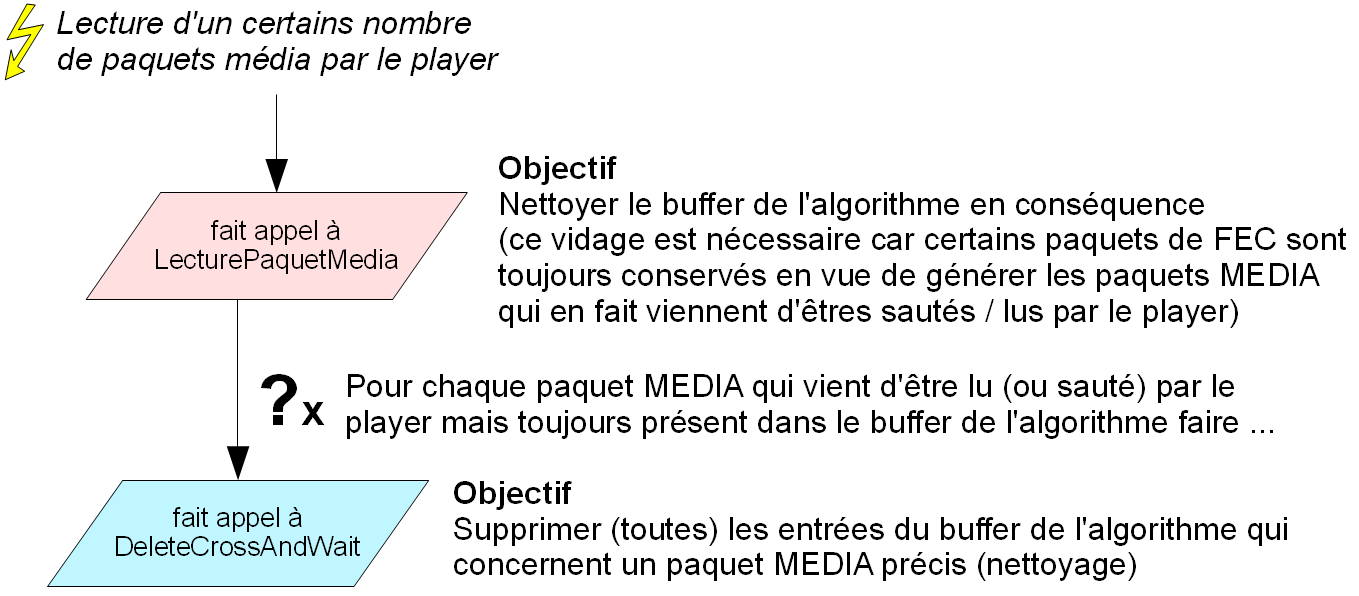 Lecture d'un certains nombre
de paquets média par le player
Objectif
Nettoyer le buffer de l'algorithme en conséquence
(ce vidage est nécessaire car certains paquets de FEC sont
toujours conservés en vue de générer les paquets MEDIA
qui en fait viennent d'êtres sautés / lus par le player)
fait appel à
LecturePaquetMedia
?x
Pour chaque paquet MEDIA qui vient d'être lu (ou sauté) par le
player mais toujours présent dans le buffer de l'algorithme faire ...
fait appel à
DeleteCrossAndWait
Objectif
Supprimer (toutes) les entrées du buffer de l'algorithme qui
concernent un paquet MEDIA précis (nettoyage)